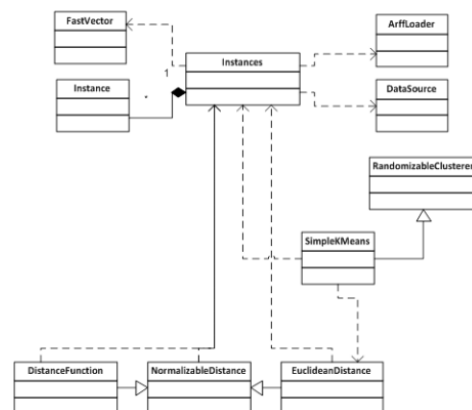 FastVector
ArffLoader
Instances
1
Instance
*
DataSource
RandomizableClusterer
SimpleKMeans
DistanceFunction
NormalizableDistance
EuclideanDistance